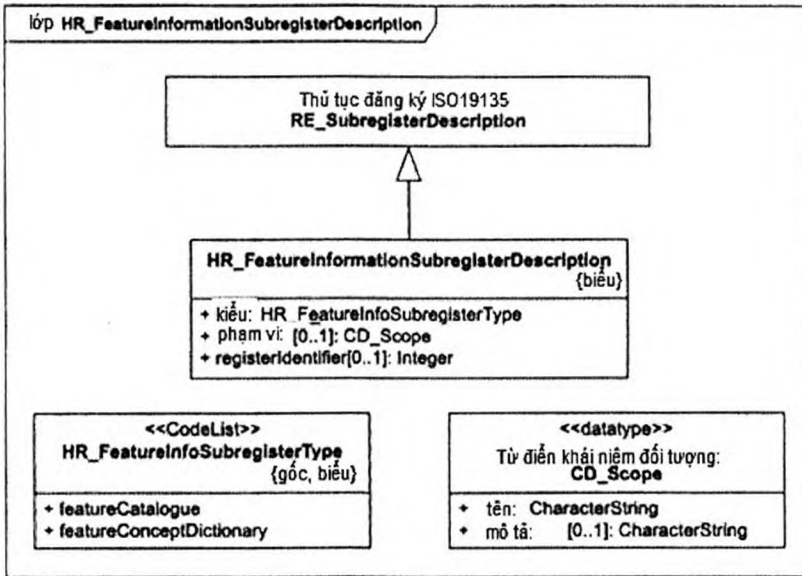 lớp HR_FeatureInformationSubregisterDescription
Thủ tục đăng ký ISO19135
RE_SubregisterDescription
HR_FeatureInformationSubregisterDescription
{biểu}
+ kiểu: HR_FeatureInfoSubregisterType
+ phạm vi: [0..1]: CD_Scope
+ registerIdentifier[0..1]: Integer
<<CodeList>>
HR_FeatureInfoSubregisterType
{gốc, biểu}
+ featureCatalogue
+ featureConceptDictionary
<<datatype>>
Từ điển khái niệm đối tượng:
CD_Scope
+ tên: CharacterString
+ mô tả: [0..1]: CharacterString